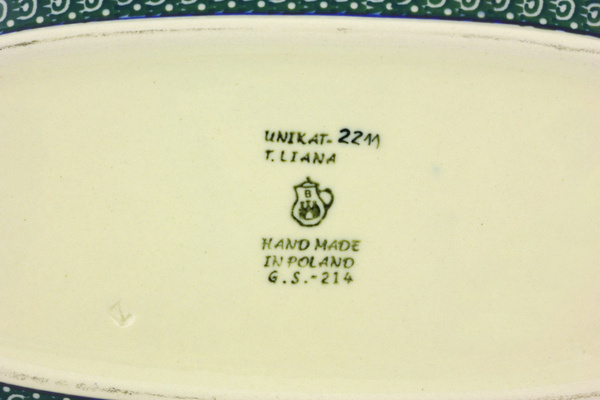 UNIKAT-2211
T. LIANA
B
HAND MADE
IN POLAND
G.S.-214